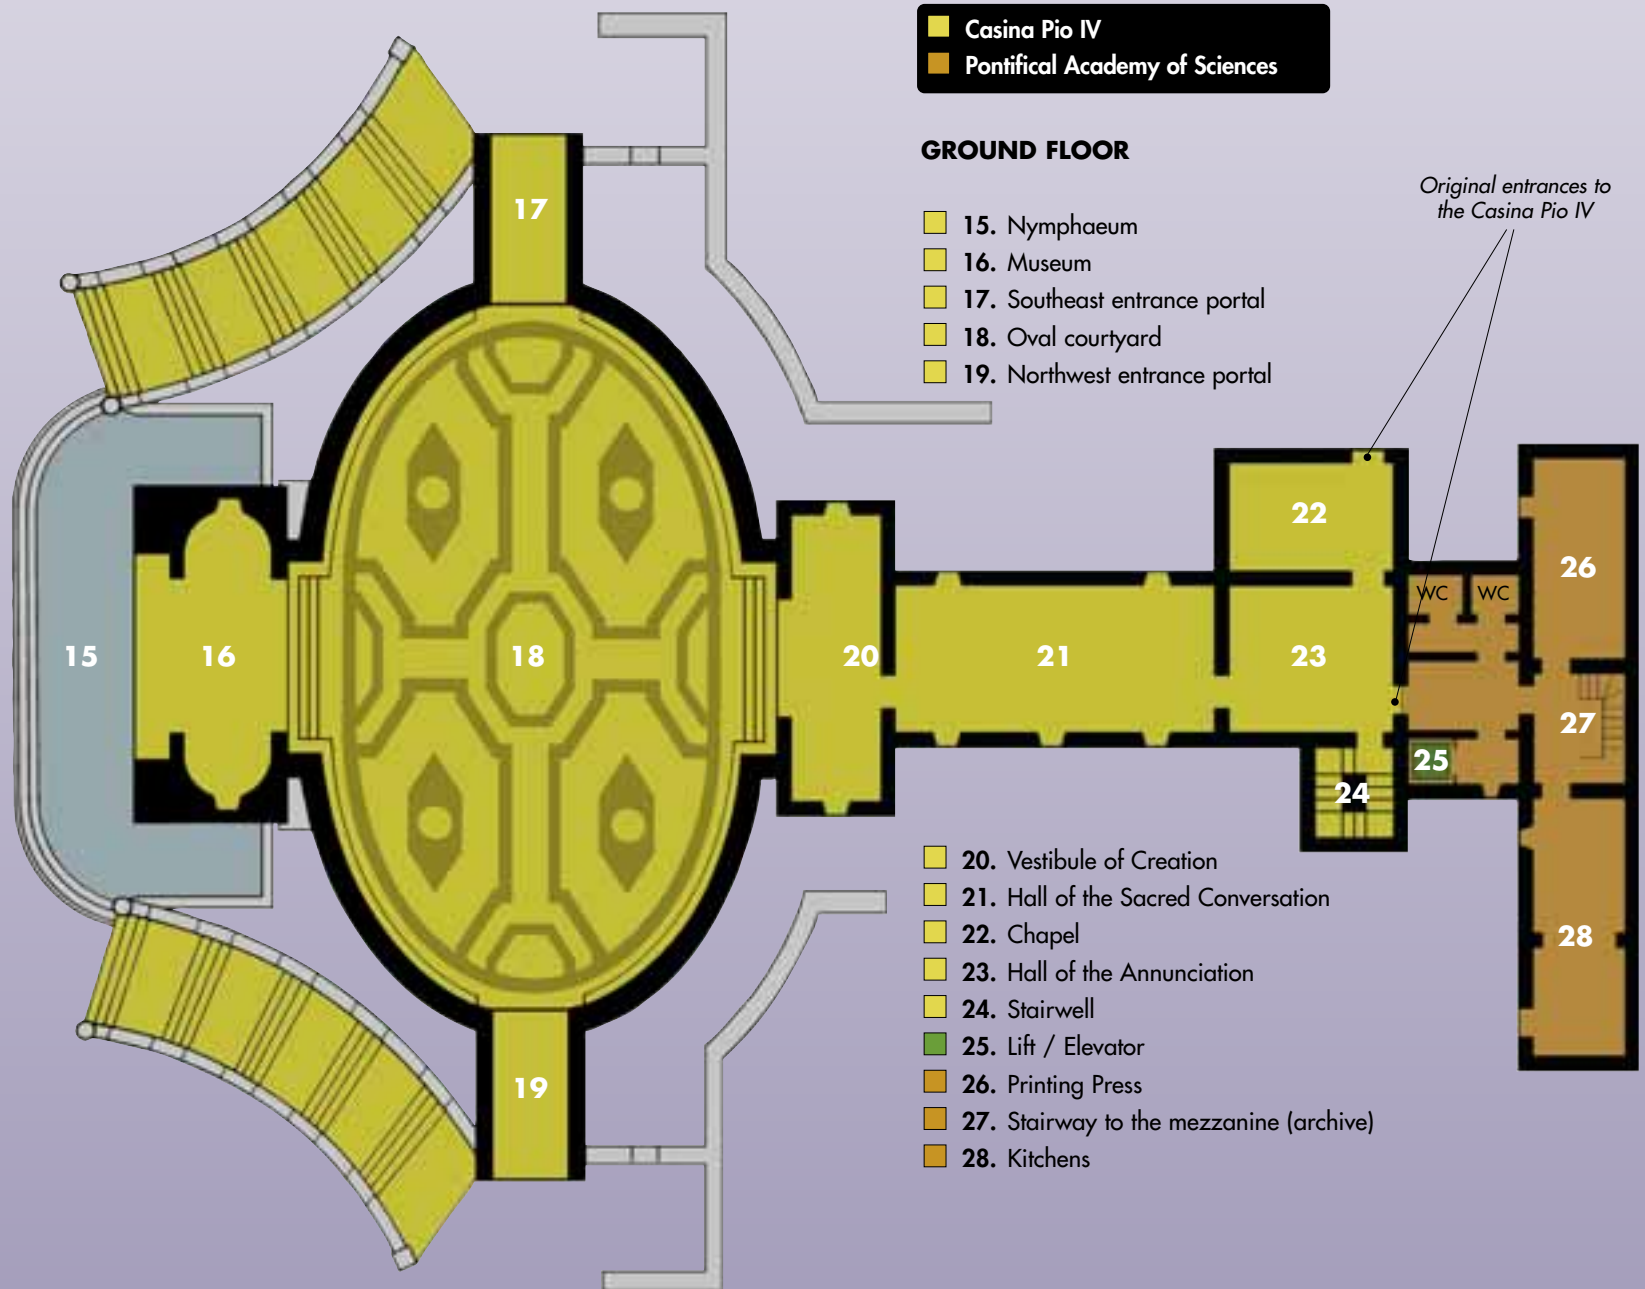 Casina Pio IV
Pontifical Academy of Sciences
GROUND FLOOR
Original entrances to
the Casina Pio IV
15. Nymphaeum
16. Museum
17. Southeast entrance portal
18. Oval courtyard
19. Northwest entrance portal
17
22
26
WC WC
15
16
18
20
21
23
27
25
24
28
19
20. Vestibule of Creation
21. Hall of the Sacred Conversation
22. Chapel
23. Hall of the Annunciation
24. Stairwell
25. Lift / Elevator
26. Printing Press
27. Stairway to the mezzanine (archive)
28. Kitchens